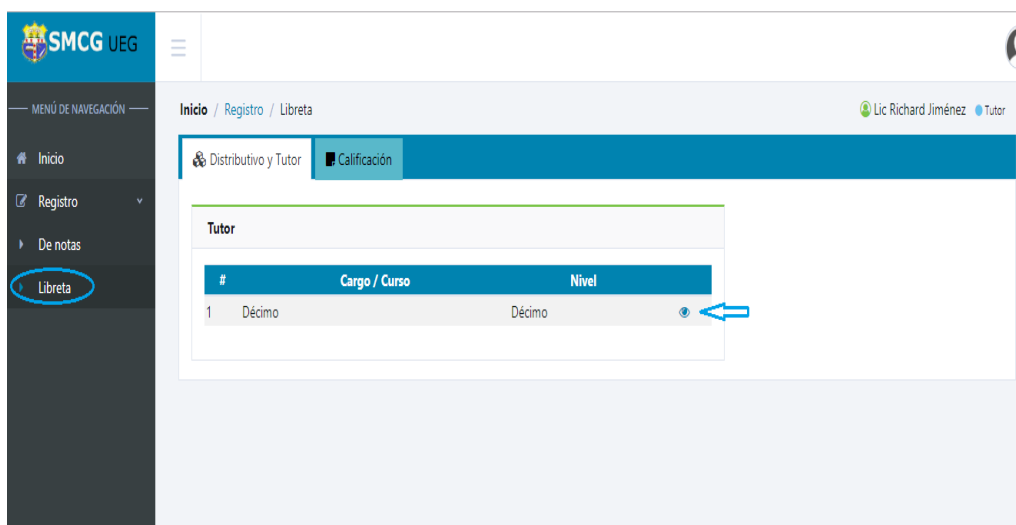 SMCG UEG
MENÚ DE NAVEGACIÓN
Inicio / Registro / Libreta
Lic Richard Jiménez Tutor
Inicio
Registro
De notas
Libreta
Distributivo y Tutor
Calificación
Tutor
# Cargo / Curso Nivel
1 Décimo Décimo